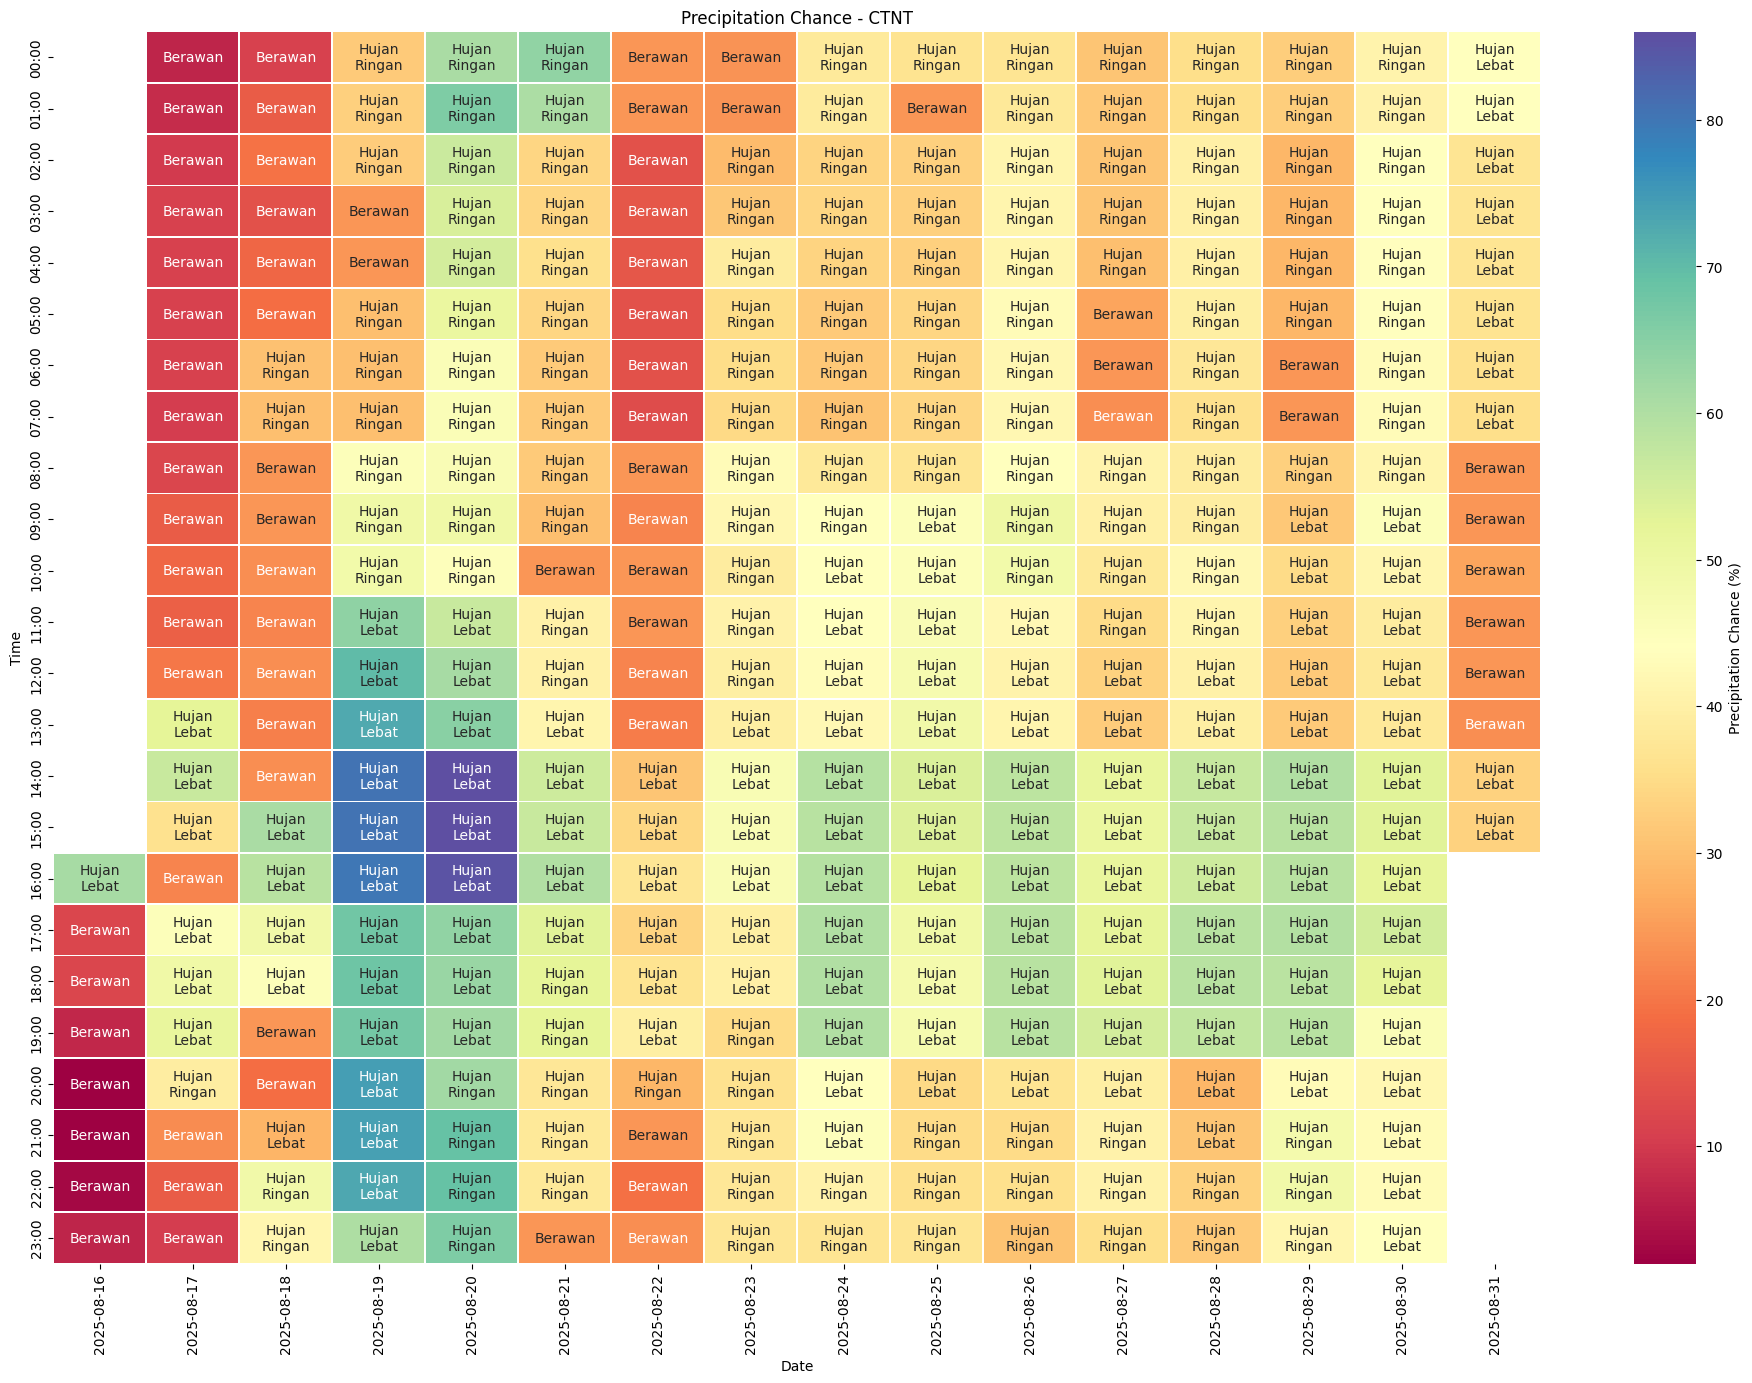 Precipitation Chance - CTNT
00:00 Berawan Berawan Hujan Ringan Hujan Ringan Hujan Ringan Berawan Berawan Hujan Ringan Hujan Ringan Hujan Ringan Hujan Ringan Hujan Ringan Hujan Ringan Hujan Ringan Hujan Lebat
01:00 Berawan Berawan Hujan Ringan Hujan Ringan Hujan Ringan Berawan Berawan Hujan Ringan Berawan Hujan Ringan Hujan Ringan Hujan Ringan Hujan Ringan Hujan Ringan Hujan Lebat
02:00 Berawan Berawan Hujan Ringan Hujan Ringan Hujan Ringan Berawan Hujan Ringan Hujan Ringan Hujan Ringan Hujan Ringan Hujan Ringan Hujan Ringan Hujan Ringan Hujan Ringan Hujan Lebat
03:00 Berawan Berawan Berawan Hujan Ringan Hujan Ringan Berawan Hujan Ringan Hujan Ringan Hujan Ringan Hujan Ringan Hujan Ringan Hujan Ringan Hujan Ringan Hujan Ringan Hujan Lebat
04:00 Berawan Berawan Berawan Hujan Ringan Hujan Ringan Berawan Hujan Ringan Hujan Ringan Hujan Ringan Hujan Ringan Hujan Ringan Hujan Ringan Hujan Ringan Hujan Ringan Hujan Lebat
05:00 Berawan Berawan Hujan Ringan Hujan Ringan Hujan Ringan Berawan Hujan Ringan Hujan Ringan Hujan Ringan Hujan Ringan Berawan Hujan Ringan Hujan Ringan Hujan Ringan Hujan Lebat
06:00 Berawan Hujan Ringan Hujan Ringan Hujan Ringan Hujan Ringan Berawan Hujan Ringan Hujan Ringan Hujan Ringan Hujan Ringan Berawan Hujan Ringan Berawan Hujan Ringan Hujan Lebat
07:00 Berawan Hujan Ringan Hujan Ringan Hujan Ringan Hujan Ringan Berawan Hujan Ringan Hujan Ringan Hujan Ringan Hujan Ringan Berawan Hujan Ringan Berawan Hujan Ringan Hujan Lebat
08:00 Berawan Berawan Hujan Ringan Hujan Ringan Hujan Ringan Berawan Hujan Ringan Hujan Ringan Hujan Ringan Hujan Ringan Hujan Ringan Hujan Ringan Hujan Ringan Hujan Ringan Berawan
09:00 Berawan Berawan Hujan Ringan Hujan Ringan Hujan Ringan Berawan Hujan Ringan Hujan Ringan Hujan Lebat Hujan Ringan Hujan Ringan Hujan Ringan Hujan Lebat Hujan Lebat Berawan
10:00 Berawan Berawan Hujan Ringan Hujan Ringan Berawan Berawan Hujan Ringan Hujan Lebat Hujan Lebat Hujan Ringan Hujan Ringan Hujan Ringan Hujan Lebat Hujan Lebat Berawan
11:00 Berawan Berawan Hujan Lebat Hujan Lebat Hujan Ringan Berawan Hujan Ringan Hujan Lebat Hujan Lebat Hujan Lebat Hujan Ringan Hujan Ringan Hujan Lebat Hujan Lebat Berawan
12:00 Berawan Berawan Hujan Lebat Hujan Lebat Hujan Ringan Berawan Hujan Ringan Hujan Lebat Hujan Lebat Hujan Lebat Hujan Lebat Hujan Lebat Hujan Lebat Hujan Lebat Berawan
13:00 Hujan Lebat Berawan Hujan Lebat Hujan Lebat Hujan Lebat Berawan Hujan Lebat Hujan Lebat Hujan Lebat Hujan Lebat Hujan Lebat Hujan Lebat Hujan Lebat Hujan Lebat Berawan
14:00 Hujan Lebat Berawan Hujan Lebat Hujan Lebat Hujan Lebat Hujan Lebat Hujan Lebat Hujan Lebat Hujan Lebat Hujan Lebat Hujan Lebat Hujan Lebat Hujan Lebat Hujan Lebat Hujan Lebat
15:00 Hujan Lebat Hujan Lebat Hujan Lebat Hujan Lebat Hujan Lebat Hujan Lebat Hujan Lebat Hujan Lebat Hujan Lebat Hujan Lebat Hujan Lebat Hujan Lebat Hujan Lebat Hujan Lebat Hujan Lebat
16:00 Hujan Lebat Berawan Hujan Lebat Hujan Lebat Hujan Lebat Hujan Lebat Hujan Lebat Hujan Lebat Hujan Lebat Hujan Lebat Hujan Lebat Hujan Lebat Hujan Lebat Hujan Lebat Hujan Lebat
17:00 Berawan Hujan Lebat Hujan Lebat Hujan Lebat Hujan Lebat Hujan Lebat Hujan Lebat Hujan Lebat Hujan Lebat Hujan Lebat Hujan Lebat Hujan Lebat Hujan Lebat Hujan Lebat Hujan Lebat
18:00 Berawan Hujan Lebat Hujan Lebat Hujan Lebat Hujan Lebat Hujan Ringan Hujan Lebat Hujan Lebat Hujan Lebat Hujan Lebat Hujan Lebat Hujan Lebat Hujan Lebat Hujan Lebat Hujan Lebat
19:00 Berawan Hujan Lebat Berawan Hujan Lebat Hujan Lebat Hujan Ringan Hujan Lebat Hujan Ringan Hujan Lebat Hujan Lebat Hujan Lebat Hujan Lebat Hujan Lebat Hujan Lebat Hujan Lebat
20:00 Berawan Hujan Ringan Berawan Hujan Lebat Hujan Ringan Hujan Ringan Hujan Ringan Hujan Ringan Hujan Lebat Hujan Lebat Hujan Lebat Hujan Lebat Hujan Lebat Hujan Lebat Hujan Lebat
21:00 Berawan Berawan Hujan Lebat Hujan Lebat Hujan Ringan Hujan Ringan Berawan Hujan Ringan Hujan Lebat Hujan Ringan Hujan Ringan Hujan Ringan Hujan Lebat Hujan Ringan Hujan Lebat
22:00 Berawan Berawan Hujan Ringan Hujan Lebat Hujan Ringan Hujan Ringan Berawan Hujan Ringan Hujan Ringan Hujan Ringan Hujan Ringan Hujan Ringan Hujan Ringan Hujan Ringan Hujan Lebat
23:00 Berawan Berawan Hujan Ringan Hujan Lebat Hujan Ringan Berawan Berawan Hujan Ringan Hujan Ringan Hujan Ringan Hujan Ringan Hujan Ringan Hujan Ringan Hujan Ringan Hujan Lebat
Time
2025-08-16
2025-08-17
2025-08-18
2025-08-19
2025-08-20
2025-08-21
2025-08-22
2025-08-23
2025-08-24
2025-08-25
2025-08-26
2025-08-27
2025-08-28
2025-08-29
2025-08-30
2025-08-31
Date
80
70
60
50
40
30
20
10
Precipitation Chance (%)